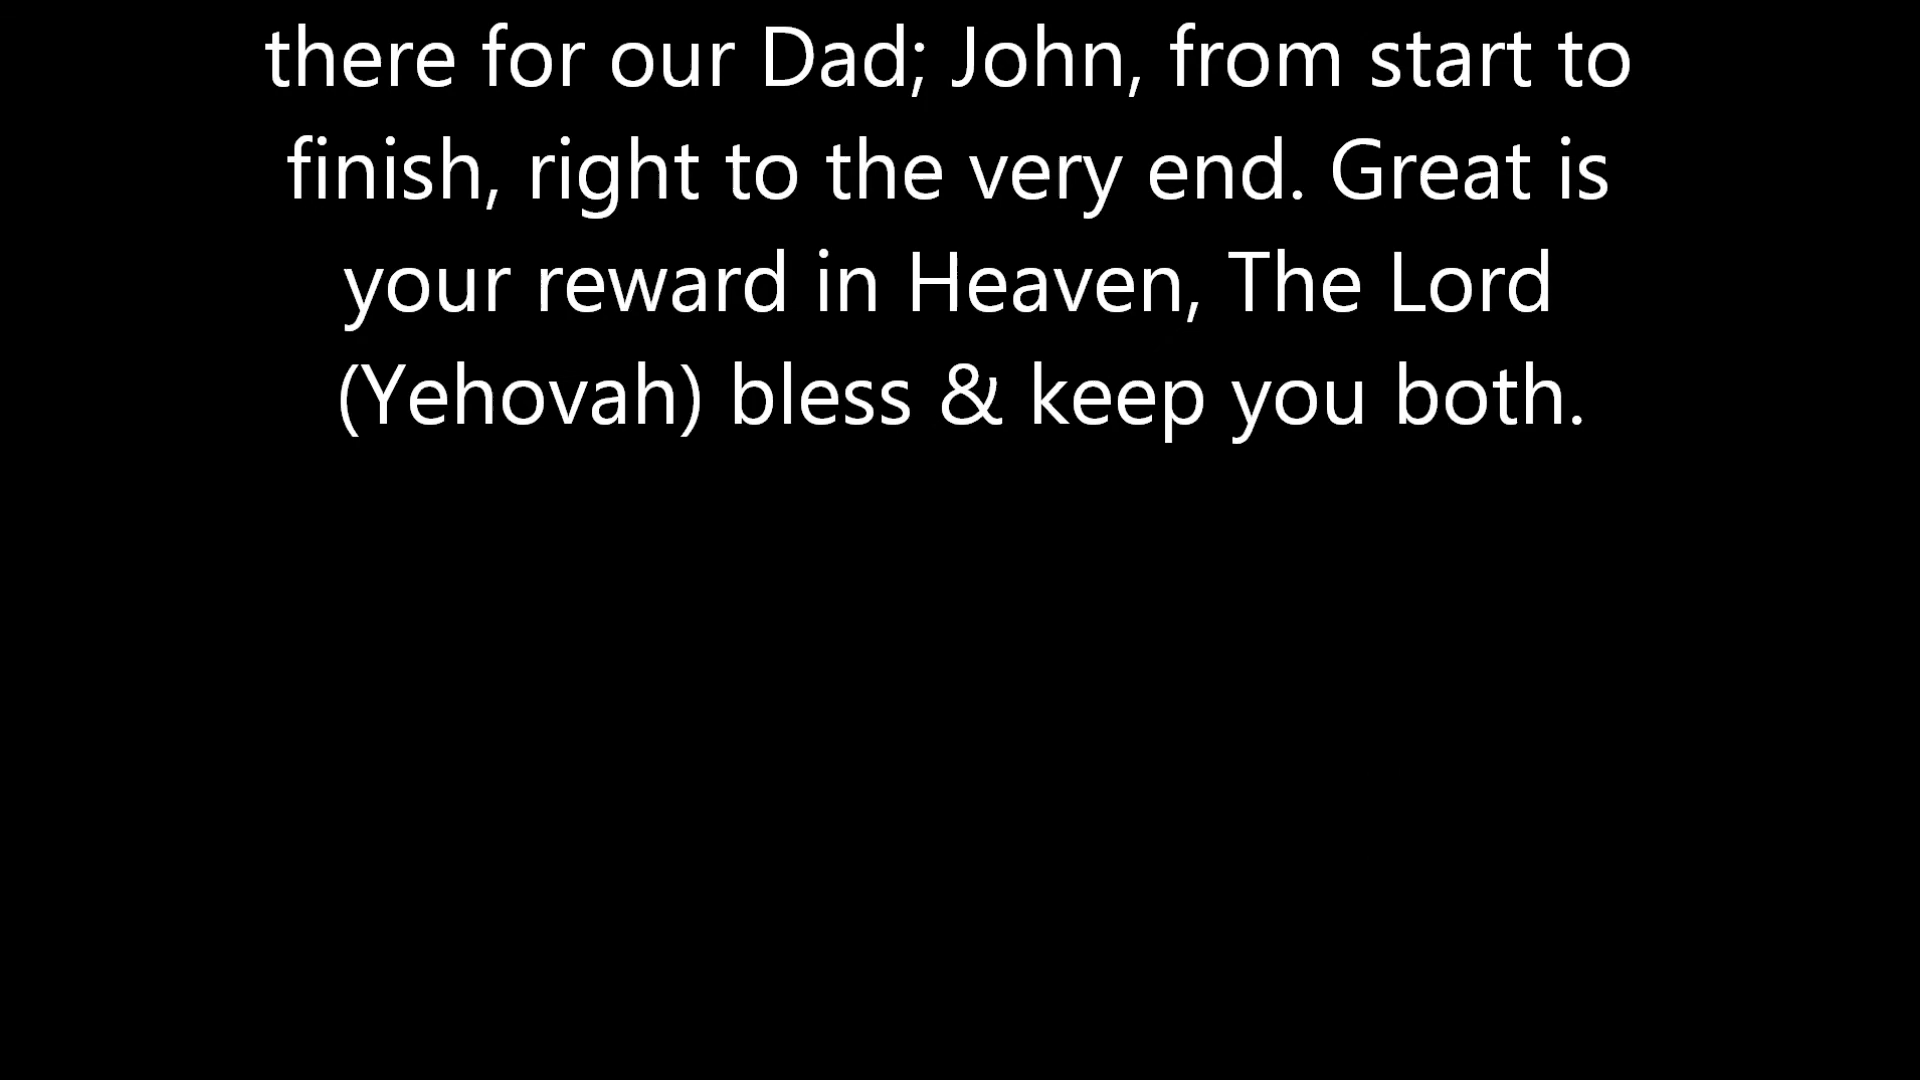 there for our Dad; John, from start to
finish, right to the very end. Great is
your reward in Heaven, The Lord
(Yehovah) bless & keep you both.